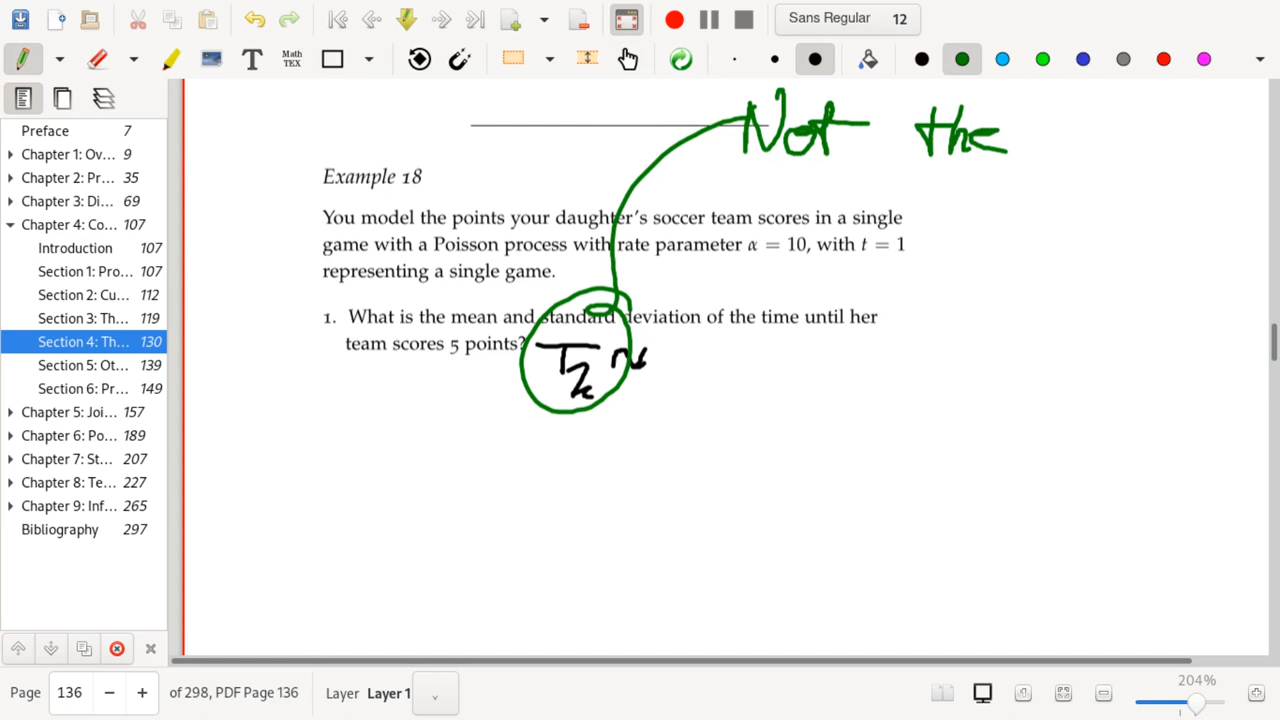 Sans Regular 12
Math
TEX
Preface 7
Chapter 1: Ov... 9
Chapter 2: Pr... 35
Chapter 3: Di... 69
Chapter 4: Co... 107
Introduction 107
Section 1: Pro... 107
Section 2: Cu... 112
Section 3: Th... 119
Section 4: Th... 130
Section 5: Ot... 139
Section 6: Pr... 149
Chapter 5: Joi... 157
Chapter 6: Po... 189
Chapter 7: St... 207
Chapter 8: Te... 227
Chapter 9: Inf... 265
Bibliography 297
Not the
Example 18
You model the points your daughter's soccer team scores in a single
game with a Poisson process with rate parameter α = 10, with t = 1
representing a single game.
1. What is the mean and standard deviation of the time until her
team scores 5 points?
Page 136 of 298, PDF Page 136 Layer Layer 1
204%